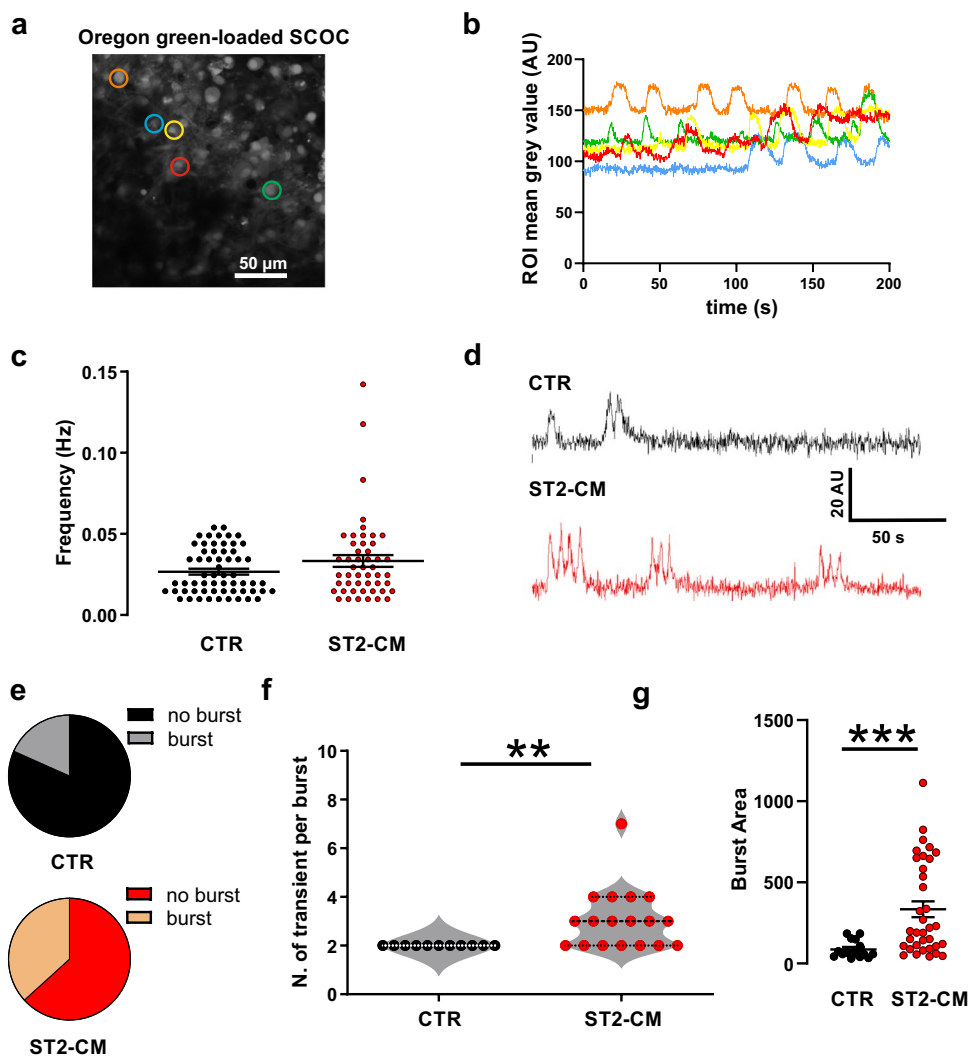 a
Oregon green-loaded SCOC
50 µm
b
ROI mean grey value (AU)
200
150
100
50
0
0 50 100 150 200
time (s)
c
Frequency (Hz)
0.15
0.10
0.05
0.00
CTR ST2-CM
d
CTR
ST2-CM
20 AU
50 s
e
no burst
burst
CTR
no burst
burst
ST2-CM
f
N. of transient per burst
10
8
6
4
2
0
**
CTR ST2-CM
g
Burst Area
1500
1000
500
0
***
CTR ST2-CM